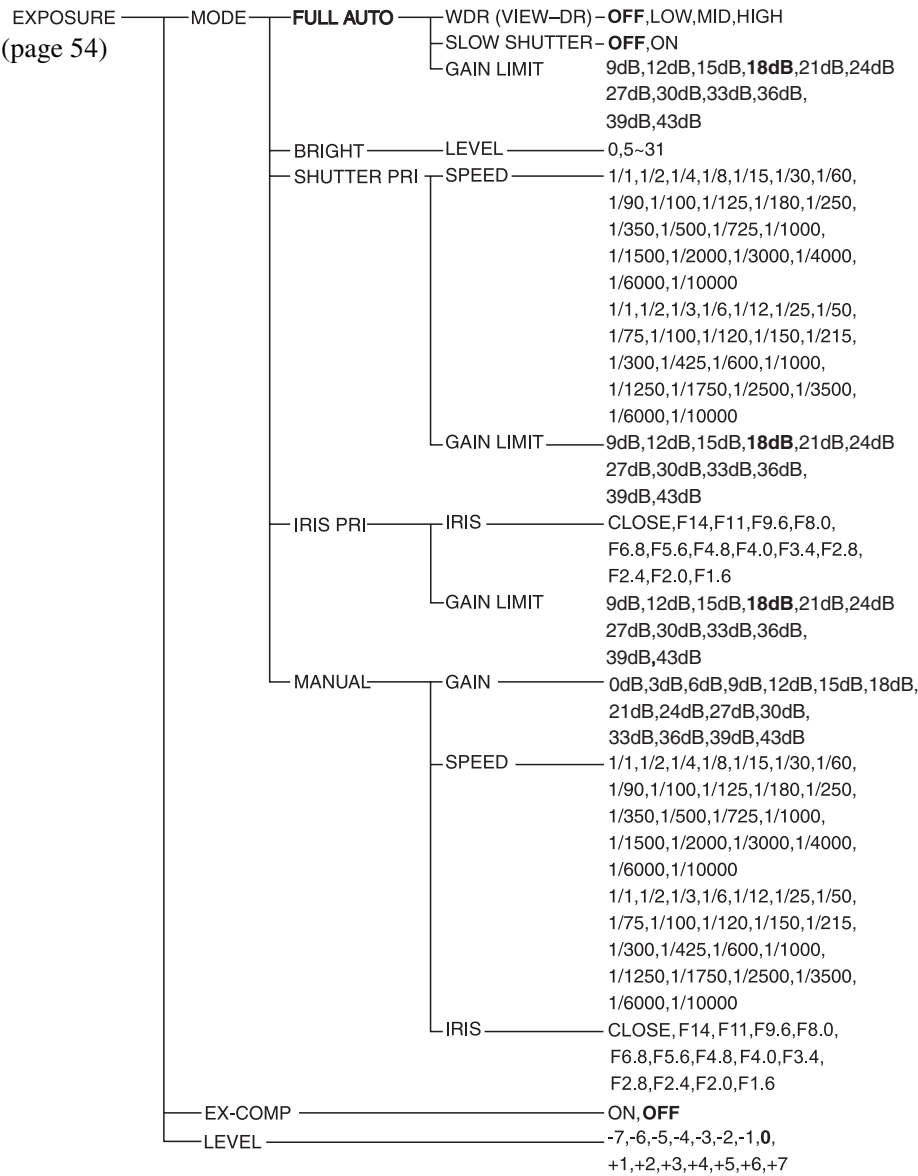 EXPOSURE MODE FULL AUTO WDR (VIEW–DR) OFF,LOW,MID,HIGH
(page 54) SLOW SHUTTER OFF,ON
GAIN LIMIT 9dB,12dB,15dB,18dB,21dB,24dB
27dB,30dB,33dB,36dB,
39dB,43dB
BRIGHT LEVEL 0,5~31
SHUTTER PRI SPEED 1/1,1/2,1/4,1/8,1/15,1/30,1/60,
1/90,1/100,1/125,1/180,1/250,
1/350,1/500,1/725,1/1000,
1/1500,1/2000,1/3000,1/4000,
1/6000,1/10000
1/1,1/2,1/3,1/6,1/12,1/25,1/50,
1/75,1/100,1/120,1/150,1/215,
1/300,1/425,1/600,1/1000,
1/1250,1/1750,1/2500,1/3500,
1/6000,1/10000
GAIN LIMIT 9dB,12dB,15dB,18dB,21dB,24dB
27dB,30dB,33dB,36dB,
39dB,43dB
IRIS PRI IRIS CLOSE,F14,F11,F9.6,F8.0,
F6.8,F5.6,F4.8,F4.0,F3.4,F2.8,
F2.4,F2.0,F1.6
GAIN LIMIT 9dB,12dB,15dB,18dB,21dB,24dB
27dB,30dB,33dB,36dB,
39dB,43dB
MANUAL GAIN 0dB,3dB,6dB,9dB,12dB,15dB,18dB,
21dB,24dB,27dB,30dB,
33dB,36dB,39dB,43dB
SPEED 1/1,1/2,1/4,1/8,1/15,1/30,1/60,
1/90,1/100,1/125,1/180,1/250,
1/350,1/500,1/725,1/1000,
1/1500,1/2000,1/3000,1/4000,
1/6000,1/10000
1/1,1/2,1/3,1/6,1/12,1/25,1/50,
1/75,1/100,1/120,1/150,1/215,
1/300,1/425,1/600,1/1000,
1/1250,1/1750,1/2500,1/3500,
1/6000,1/10000
IRIS CLOSE,F14,F11,F9.6,F8.0,
F6.8,F5.6,F4.8,F4.0,F3.4,
F2.8,F2.4,F2.0,F1.6
EX-COMP ON,OFF
LEVEL -7,-6,-5,-4,-3,-2,-1,0,
+1,+2,+3,+4,+5,+6,+7